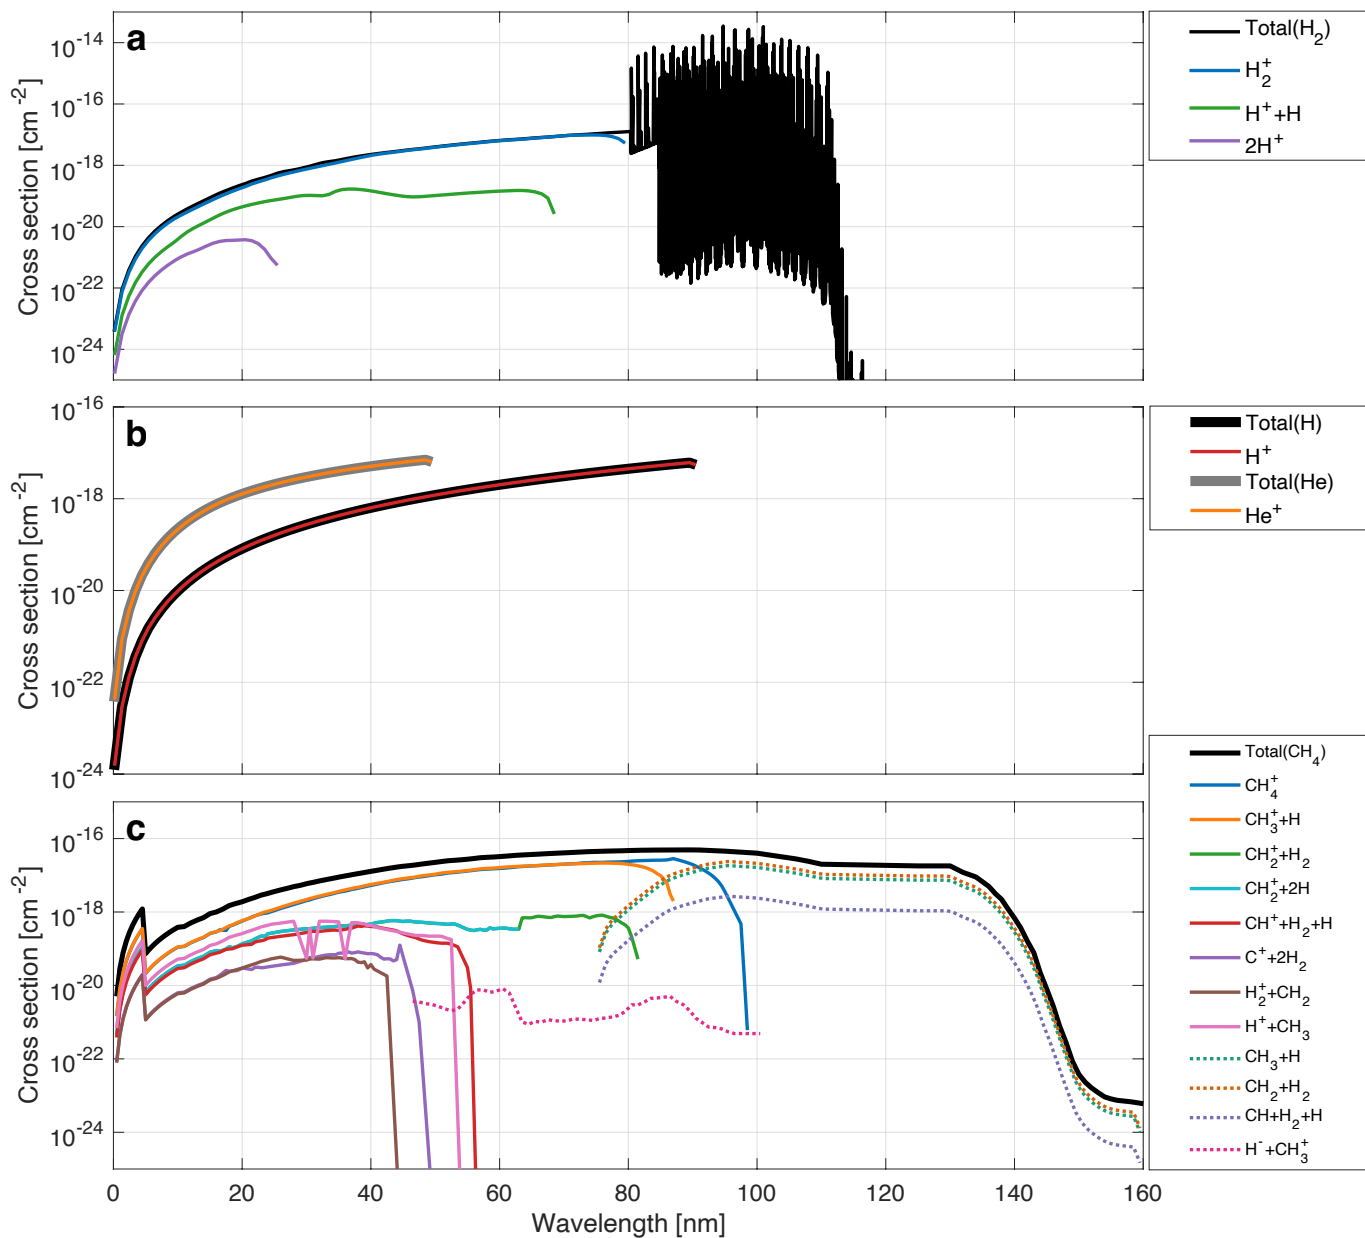 a
Cross section [cm⁻²]
10⁻¹⁴
10⁻¹⁶
10⁻¹⁸
10⁻²⁰
10⁻²²
10⁻²⁴
Total(H₂)
H₂⁺
H⁺+H
2H⁺
b
Cross section [cm⁻²]
10⁻¹⁶
10⁻¹⁸
10⁻²⁰
10⁻²²
10⁻²⁴
Total(H)
H⁺
Total(He)
He⁺
c
Cross section [cm⁻²]
10⁻¹⁶
10⁻¹⁸
10⁻²⁰
10⁻²²
10⁻²⁴
0 20 40 60 80 100 120 140 160
Wavelength [nm]
Total(CH₄)
CH₄⁺
CH₃⁺+H
CH₂⁺+H₂
CH₂⁺+2H
CH⁺+H₂+H
C⁺+2H₂
H₂⁺+CH₂
H⁺+CH₃
CH₃+H
CH₂+H₂
CH+H₂+H
H⁻+CH₃⁺